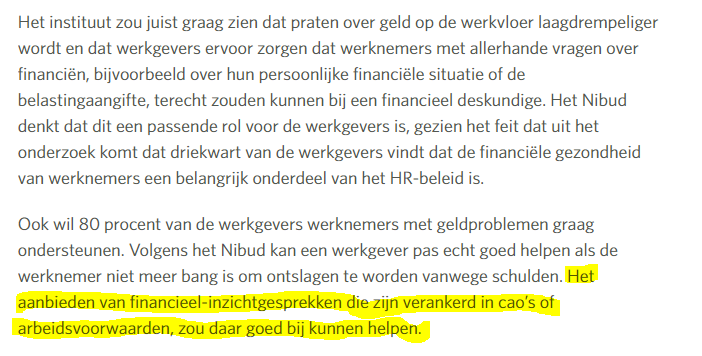 Het instituut zou juist graag zien dat praten over geld op de werkvloer laagdrempeliger
wordt en dat werkgevers ervoor zorgen dat werknemers met allerhande vragen over
financiën, bijvoorbeeld over hun persoonlijke financiële situatie of de
belastingaangifte, terecht zouden kunnen bij een financieel deskundige. Het Nibud
denkt dat dit een passende rol voor de werkgevers is, gezien het feit dat uit het
onderzoek komt dat driekwart van de werkgevers vindt dat de financiële gezondheid
van werknemers een belangrijk onderdeel van het HR-beleid is.
Ook wil 80 procent van de werkgevers werknemers met geldproblemen graag
ondersteunen. Volgens het Nibud kan een werkgever pas echt goed helpen als de
werknemer niet meer bang is om ontslagen te worden vanwege schulden. Het
aanbieden van financieel-inzichtgesprekken die zijn verankerd in cao's of
arbeidsvoorwaarden, zou daar goed bij kunnen helpen.